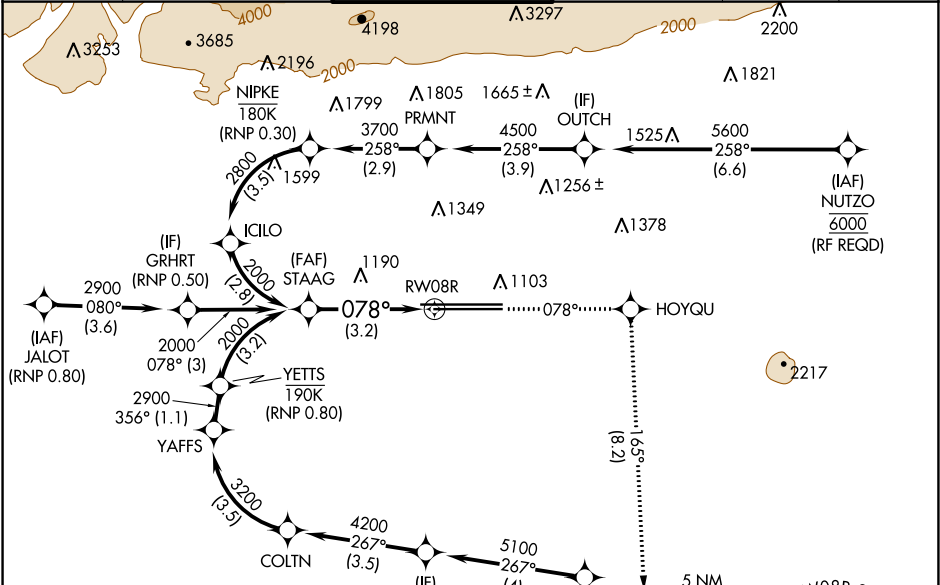 4000
4198
3297
2000
2200
3253
3685
2196
2000
1821
NIPKE
180K
(RNP 0.30)
1799
1805
PRMNT
1665 ±
(IF)
OUTCH
3700
258°
(2.9)
4500
258°
(3.9)
1525
5600
258°
(6.6)
2800
(3.5)
1599
1256 ±
(IAF)
NUTZO
6000
(RF REQD)
1349
1378
ICILO
(IF)
GRHRT
(RNP 0.50)
2000
(2.8)
(FAF)
STAAG
1190
RW08R
1103
2900
080°
(3.6)
078°
(3.2)
078°
HOYQU
(IAF)
JALOT
(RNP 0.80)
2000
078° (3)
2000
(3.2)
YETTS
190K
(RNP 0.80)
2217
2900
356° (1.1)
YAFFS
165°
(8.2)
3200
(3.5)
COLTN
4200
267°
(3.5)
5100
267°
(4)
(IF)
5 NM
RW08R